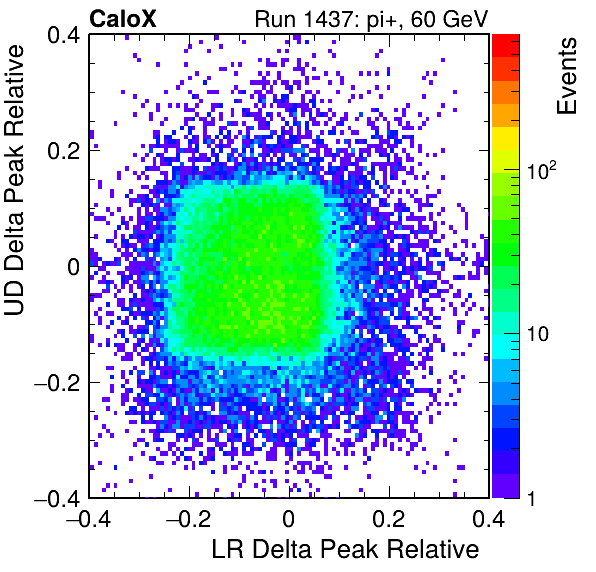 CaloX Run 1437: pi+, 60 GeV
UD Delta Peak Relative
0.4
0.2
0
−0.2
−0.4
−0.4 −0.2 0 0.2 0.4
LR Delta Peak Relative
Events
10²
10
1